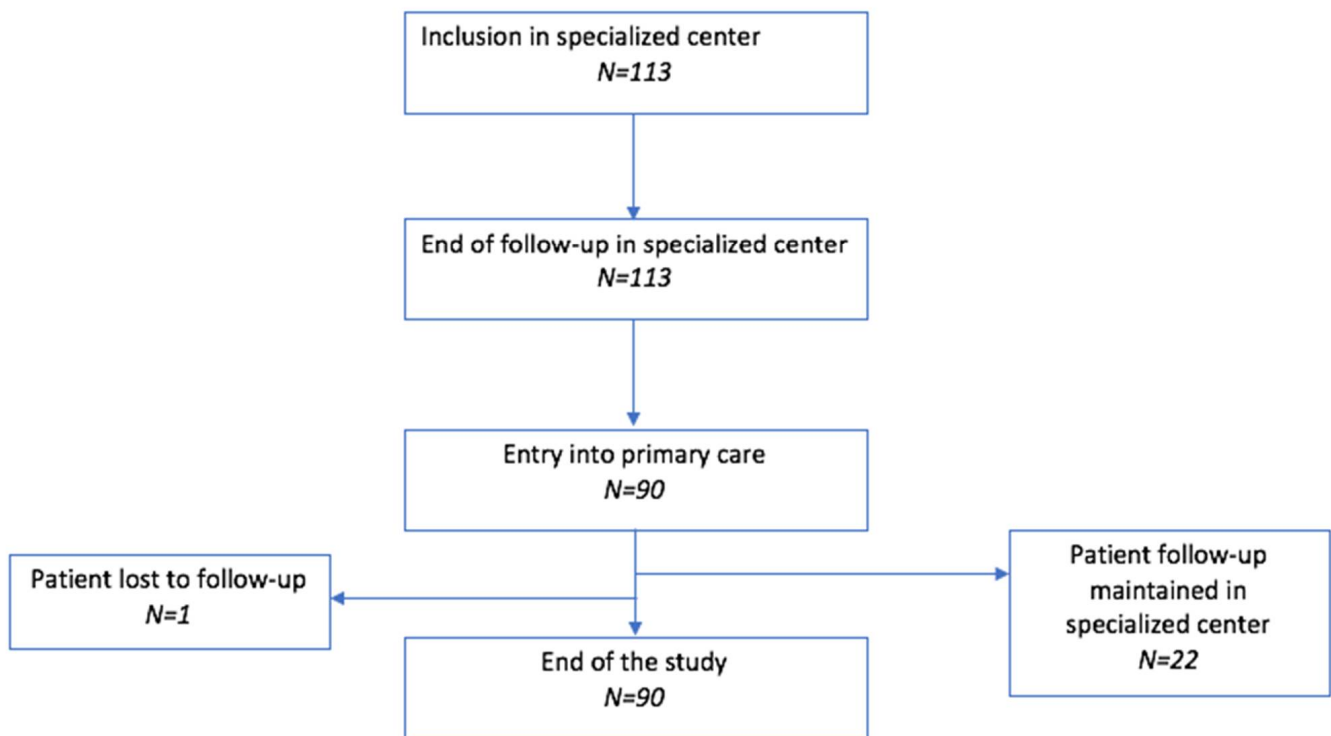 Inclusion in specialized center
N=113
End of follow-up in specialized center
N=113
Entry into primary care
N=90
Patient lost to follow-up
N=1
Patient follow-up
maintained in
specialized center
N=22
End of the study
N=90